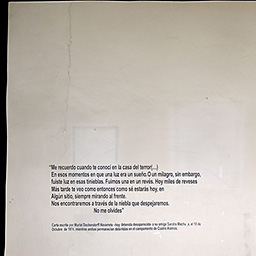 "Me recuerdo cuando te conocí en la casa del terror(...)
En esos momentos en que una luz era un sueño. O un milagro, sin embargo,
fuiste luz en esas tinieblas. Fuimos una en un revés. Hoy miles de reveses
Más tarde te veo como entonces como sé estarás hoy, en
Algún sitio, siempre mirando al frente.
Nos encontraremos a través de la niebla que despejaremos.
No me olvides"
Carta escrita por Muriel Dockendorff Navarrete -hoy detenida desaparecida- a su amiga Sandra Machu , el 10 de
Octubre de 1974, mientras ambas permanecían detenidas en el campamento de Cuatro Álamos.